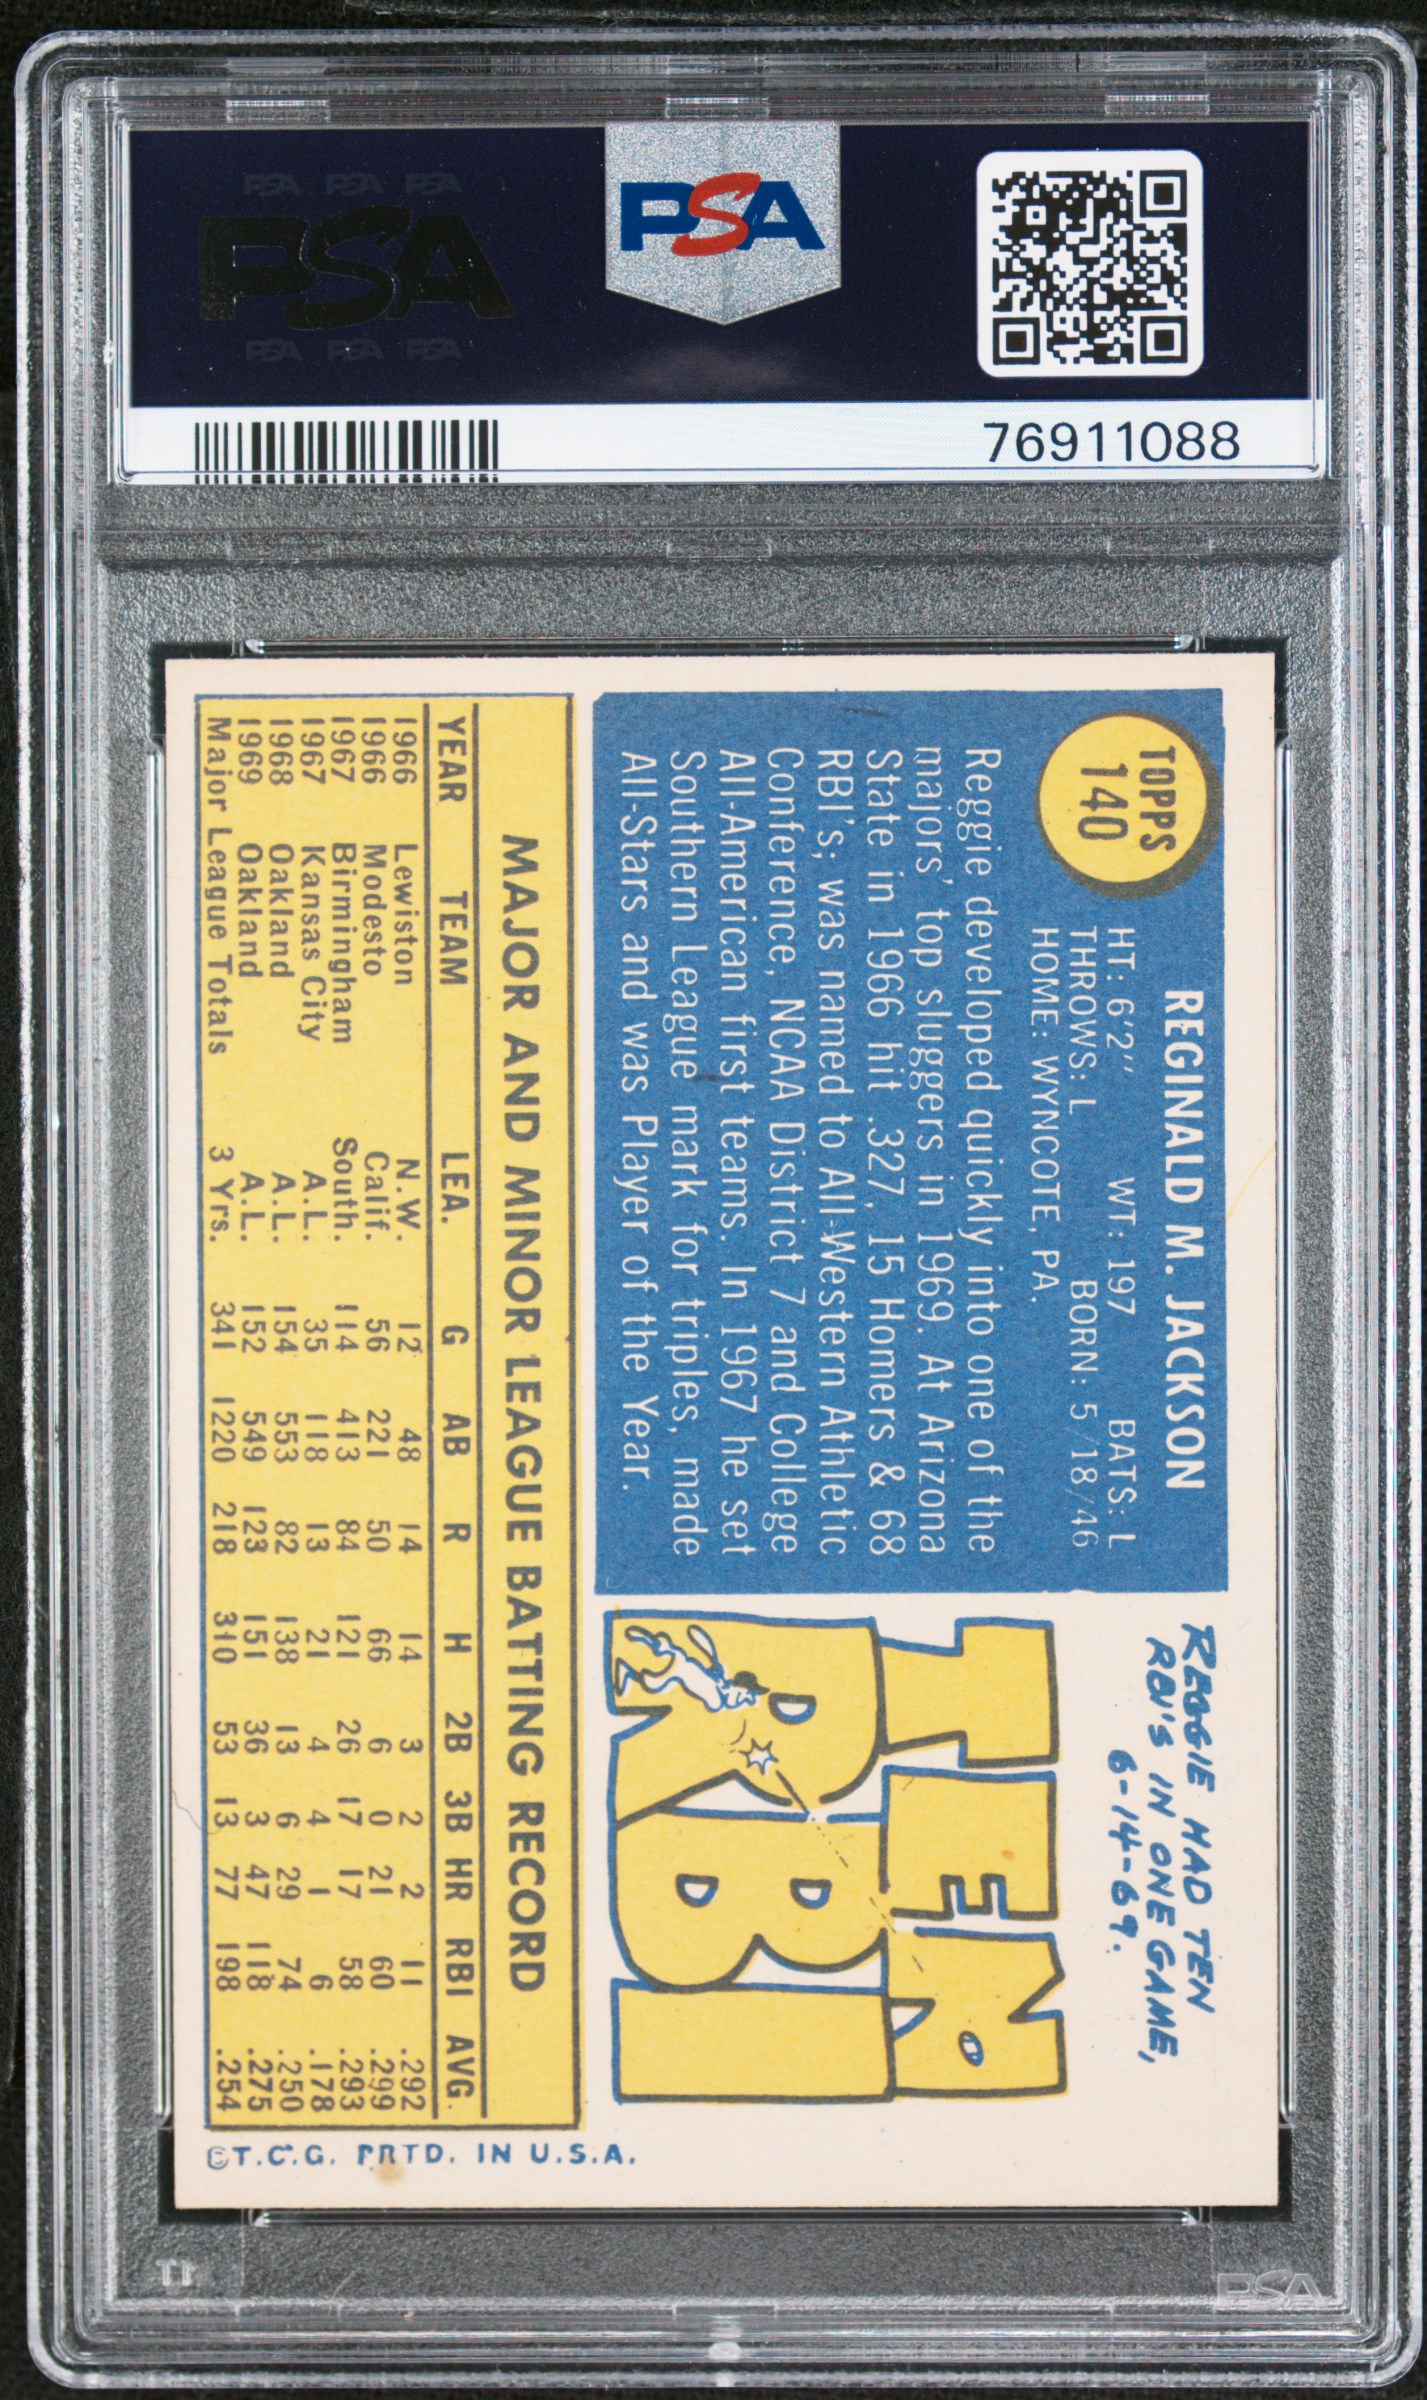 PSA PSA PSA
PSA
PSA PSA PSA
PSA
76911088
TOPPS
140
REGINALD M. JACKSON
HT: 6'2" WT: 197 BATS: L
THROWS: L BORN: 5/18/46
HOME: WYNCOTE, PA.
Reggie developed quickly into one of the
majors' top sluggers in 1969. At Arizona
State in 1966 hit .327, 15 Homers & 68
RBI's; was named to All-Western Athletic
Conference, NCAA District 7 and College
All-American first teams. In 1967 he set
Southern League mark for triples, made
All-Stars and was Player of the Year.
REGGIE HAD TEN
RBI'S IN ONE GAME,
6-14-69.
TEN
RBI
MAJOR AND MINOR LEAGUE BATTING RECORD
YEAR TEAM LEA. G AB R H 2B 3B HR RBI AVG.
1966 Lewiston N.W. 12 48 14 14 3 2 2 11 .292
1966 Modesto Calif. 56 221 50 66 6 0 21 60 .299
1967 Birmingham South. 114 413 84 121 26 17 17 58 .293
1967 Kansas City A.L. 35 118 13 21 4 4 1 6 .178
1968 Oakland A.L. 154 553 82 138 13 6 29 74 .250
1969 Oakland A.L. 152 549 123 151 36 3 47 118 .275
Major League Totals 3 Yrs. 341 1220 218 310 53 13 77 198 .254
©T.C.G. PRTD. IN U.S.A.
PSA